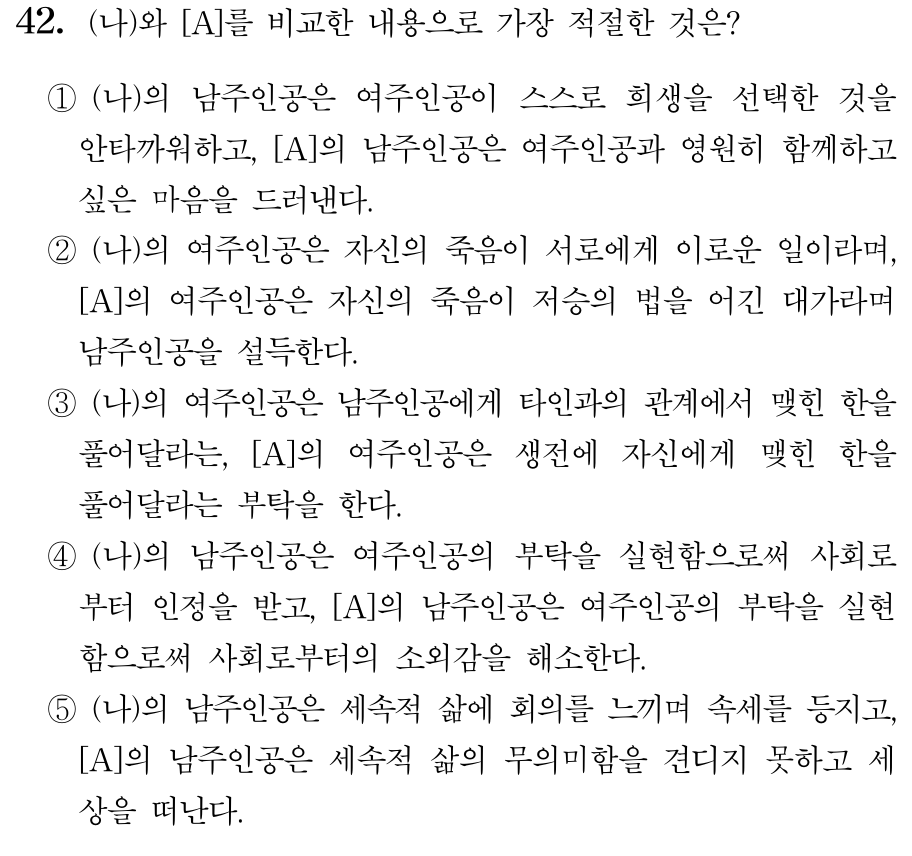 42. (나)와 [A]를 비교한 내용으로 가장 적절한 것은?
① (나)의 남주인공은 여주인공이 스스로 희생을 선택한 것을
안타까워하고, [A]의 남주인공은 여주인공과 영원히 함께하고
싶은 마음을 드러낸다.
② (나)의 여주인공은 자신의 죽음이 서로에게 이로운 일이라며,
[A]의 여주인공은 자신의 죽음이 저승의 법을 어긴 대가라며
남주인공을 설득한다.
③ (나)의 여주인공은 남주인공에게 타인과의 관계에서 맺힌 한을
풀어달라는, [A]의 여주인공은 생전에 자신에게 맺힌 한을
풀어달라는 부탁을 한다.
④ (나)의 남주인공은 여주인공의 부탁을 실현함으로써 사회로
부터 인정을 받고, [A]의 남주인공은 여주인공의 부탁을 실현
함으로써 사회로부터의 소외감을 해소한다.
⑤ (나)의 남주인공은 세속적 삶에 회의를 느끼며 속세를 등지고,
[A]의 남주인공은 세속적 삶의 무의미함을 견디지 못하고 세
상을 떠난다.